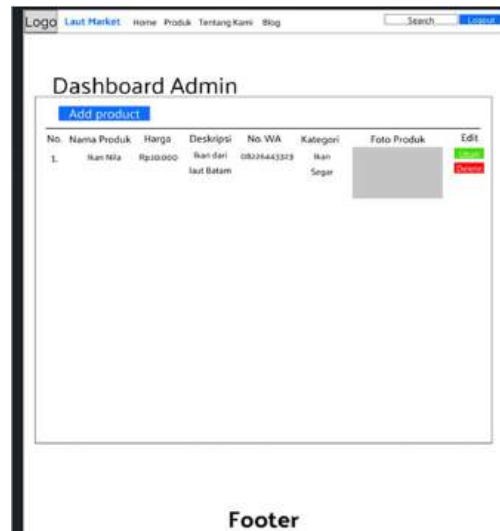 Logo Laut Market Home Produk Tentang Kami Blog Search Logout
Dashboard Admin
Add product
No. Nama Produk Harga Deskripsi No. WA Kategori Foto Produk Edit
1. Ikan Nila Rp20.000 Ikan dari 08226443323 Ikan
laut Batam Segar
Delete
Footer